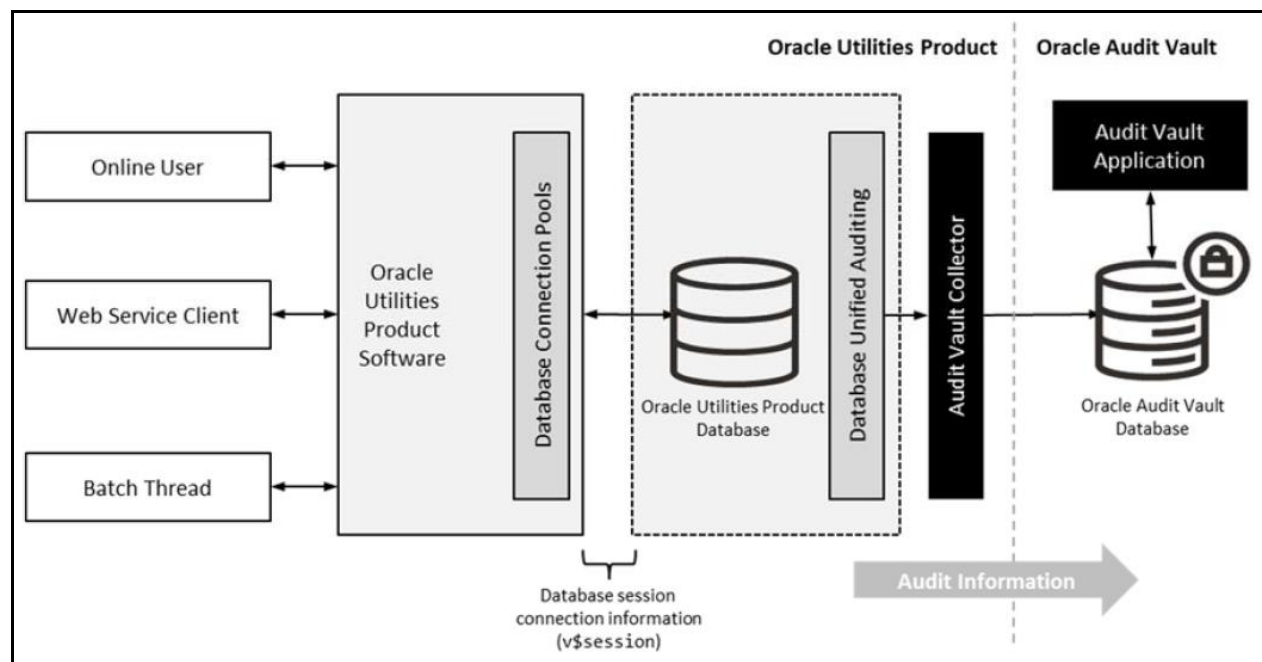 Oracle Utilities Product
Oracle Audit Vault
Online User
Web Service Client
Batch Thread
Oracle
Utilities
Product
Software
Database Connection Pools
Oracle Utilities Product
Database
Database Unified Auditing
Audit Vault Collector
Audit Vault
Application
Oracle Audit Vault
Database
Database session
connection information
(v$session)
Audit Information